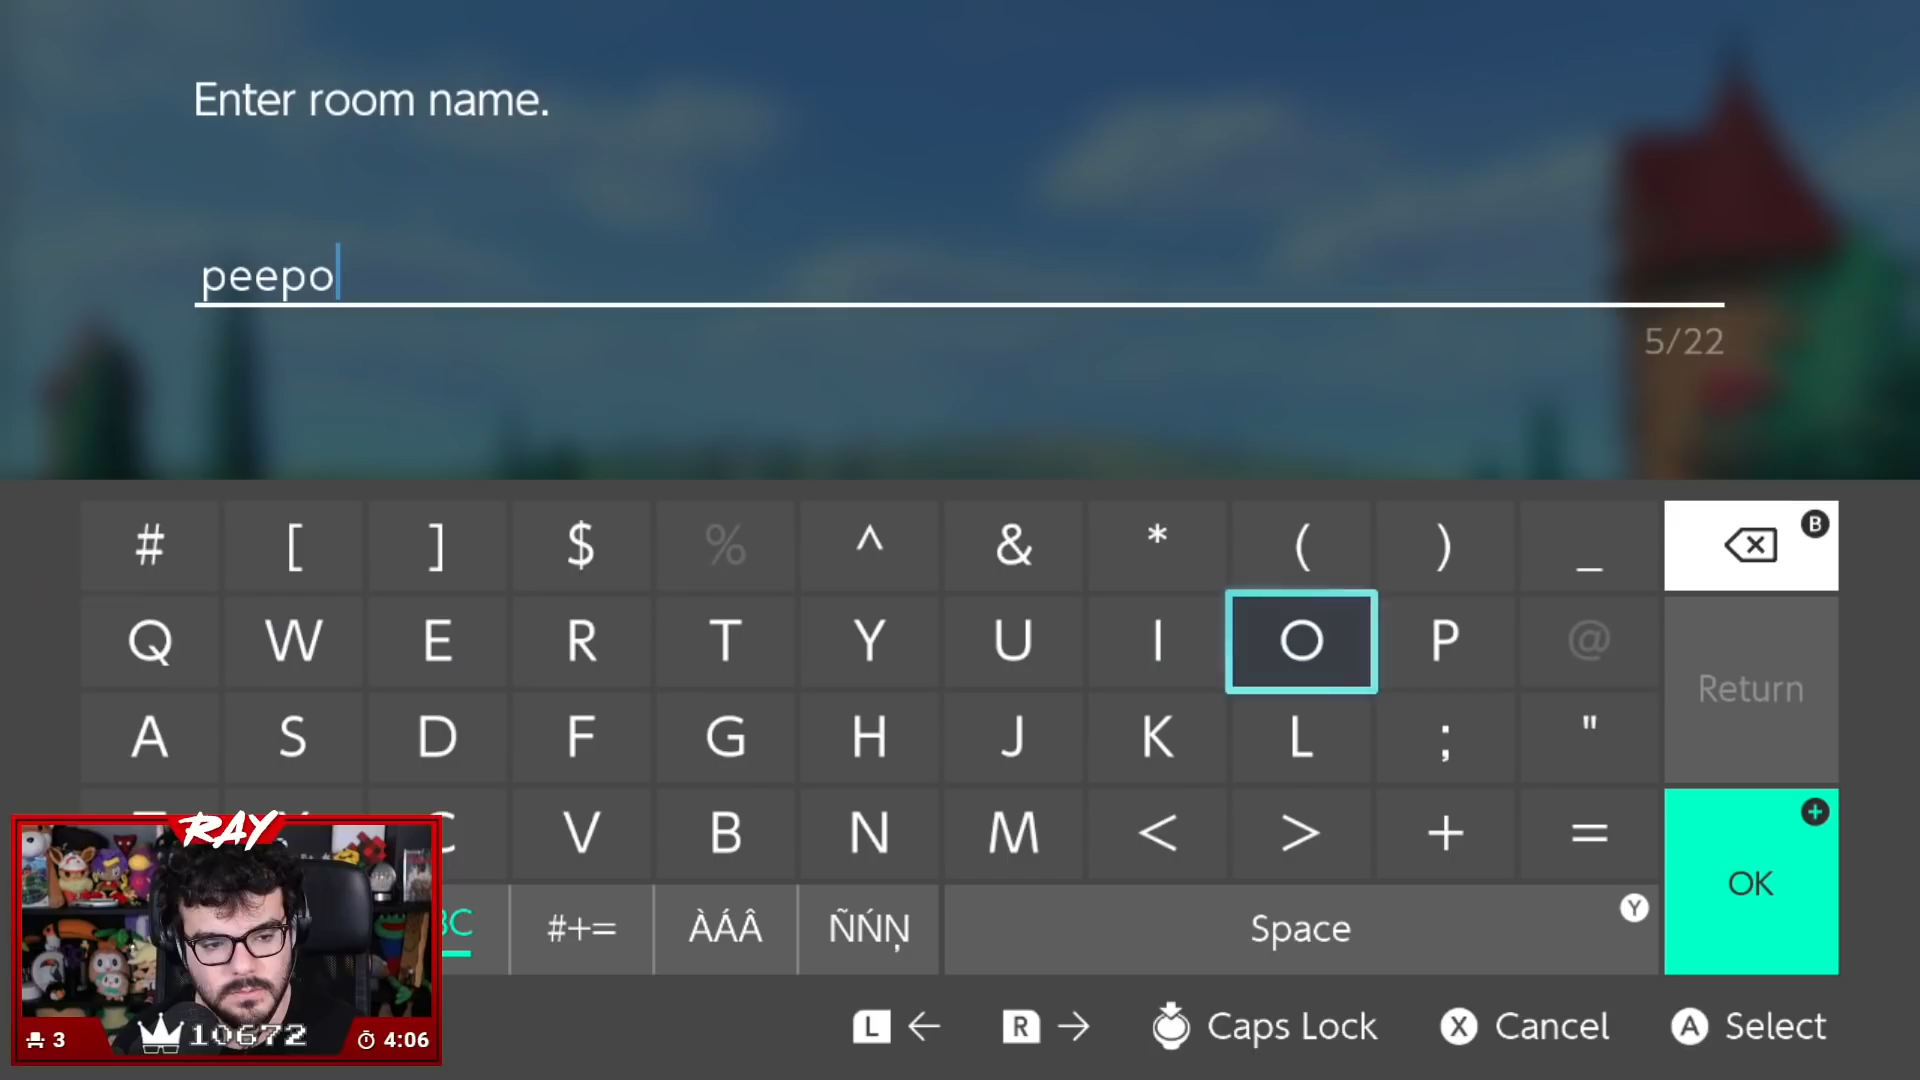 Enter room name.
peepo
5/22
# [ ] $ % ^ & * ( ) _ B
Q W E R T Y U I O P @
Return
A S D F G H J K L ; "
C V B N M < > + = +
OK
#+= ÀÁÂ ÑŃŅ Space Y
RAY
3 10672 4:06
L ← R → Caps Lock X Cancel A Select